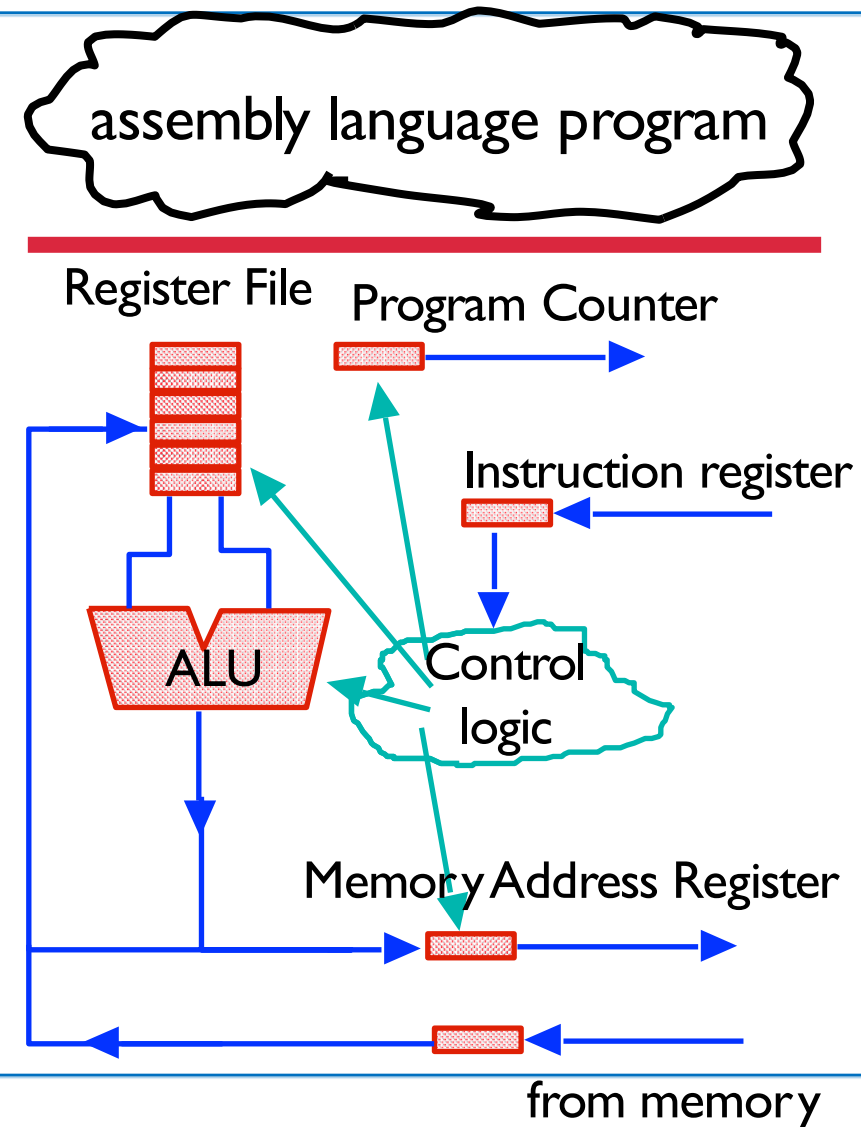 assembly language program
Register File
Program Counter
Instruction register
ALU
Control
logic
Memory Address Register
from memory